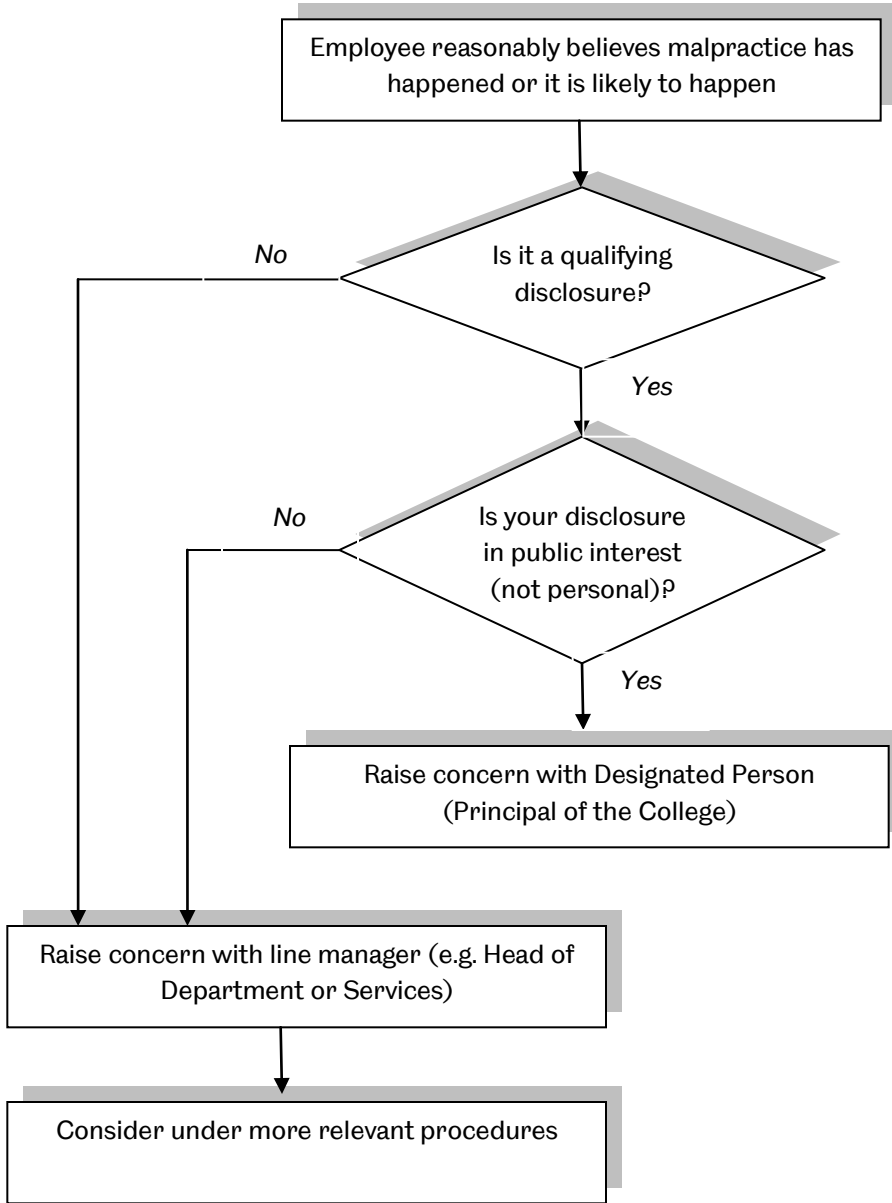 Employee reasonably believes malpractice has
happened or it is likely to happen
No
Is it a qualifying
disclosure?
Yes
No
Is your disclosure
in public interest
(not personal)?
Yes
Raise concern with Designated Person
(Principal of the College)
Raise concern with line manager (e.g. Head of
Department or Services)
Consider under more relevant procedures